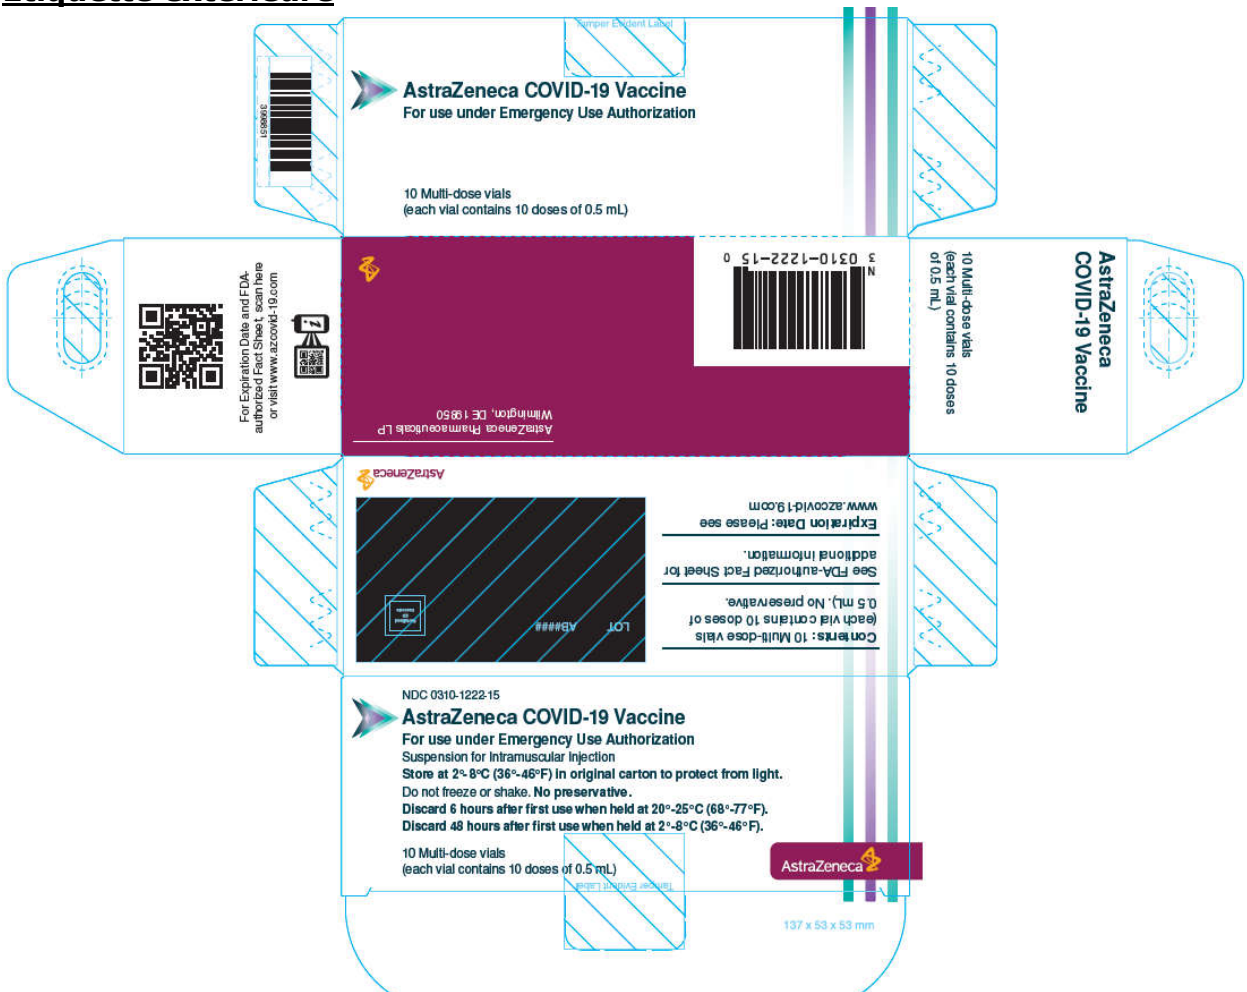 Étiquette extérieure
Tamper Evident Label
AstraZeneca COVID-19 Vaccine
For use under Emergency Use Authorization
10 Multi-dose vials
(each vial contains 10 doses of 0.5 mL)
3998851
For Expiration Date and FDA-
authorized Fact Sheet, scan here
or visit www.azcovid-19.com
N
3 0310-1222-15 0
AstraZeneca Pharmaceuticals LP
Wilmington, DE 19850
10 Multi-dose vials
(each vial contains 10 doses
of 0.5 mL)
AstraZeneca
COVID-19 Vaccine
AstraZeneca
LOT AB####
Contents: 10 Multi-dose vials
(each vial contains 10 doses of
0.5 mL). No preservative.
See FDA-authorized Fact Sheet for
additional information.
Expiration Date: Please see
www.azcovid-19.com
NDC 0310-1222-15
AstraZeneca COVID-19 Vaccine
For use under Emergency Use Authorization
Suspension for Intramuscular Injection
Store at 2°-8°C (36°-46°F) in original carton to protect from light.
Do not freeze or shake. No preservative.
Discard 6 hours after first use when held at 20°-25°C (68°-77°F).
Discard 48 hours after first use when held at 2°-8°C (36°-46°F).
10 Multi-dose vials
(each vial contains 10 doses of 0.5 mL)
AstraZeneca
Tamper Evident Label
137 x 53 x 53 mm